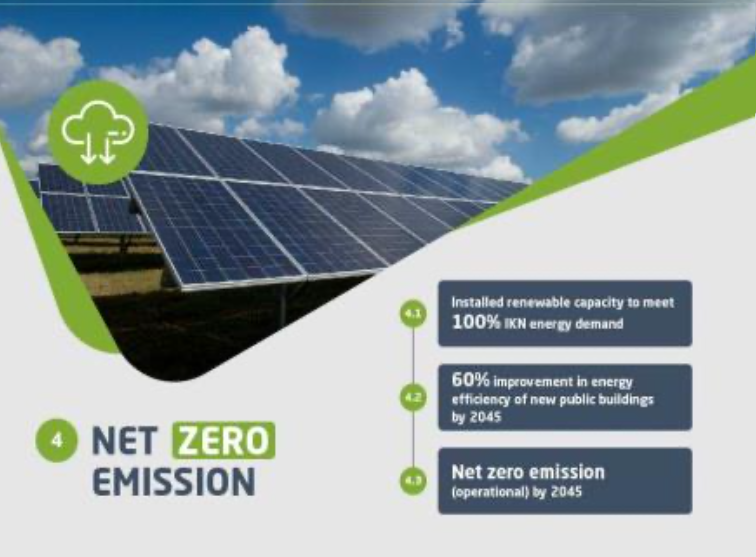 4.1
Installed renewable capacity to meet
100% IKN energy demand
4.2
60% improvement in energy
efficiency of new public buildings
by 2045
4 NET ZERO
EMISSION
4.3
Net zero emission
(operational) by 2045